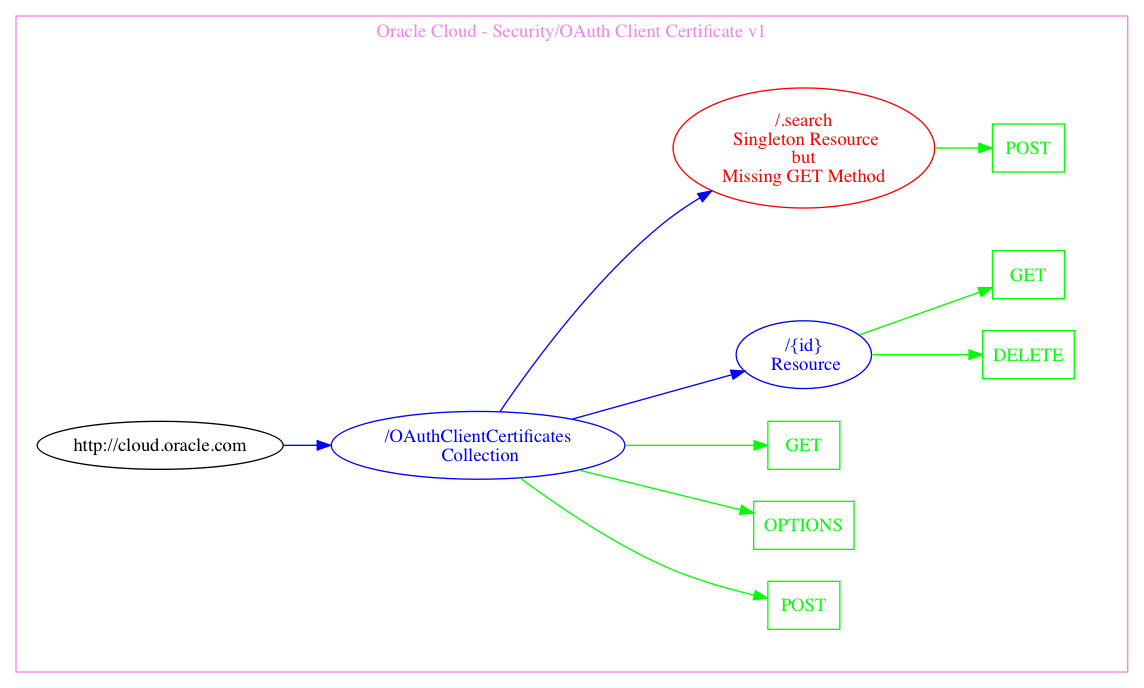 Oracle Cloud - Security/OAuth Client Certificate v1
/.search
Singleton Resource
but
Missing GET Method
POST
GET
/{id}
Resource
DELETE
http://cloud.oracle.com
/OAuthClientCertificates
Collection
GET
OPTIONS
POST